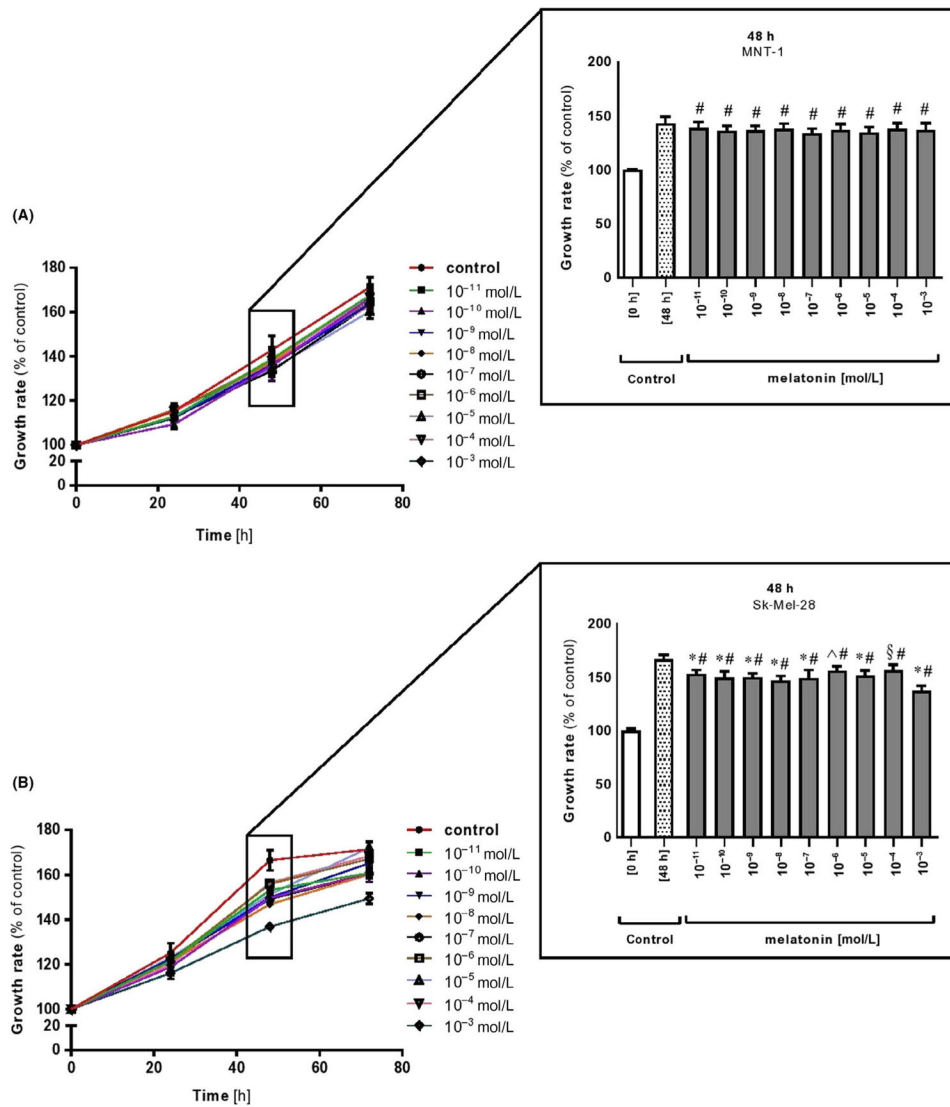 48 h
MNT-1
200
150
100
50
0
Growth rate (% of control)
# # # # # # # # #
[0 h]
[48 h]
10⁻¹¹
10⁻¹⁰
10⁻⁹
10⁻⁸
10⁻⁷
10⁻⁶
10⁻⁵
10⁻⁴
10⁻³
Control
melatonin [mol/L]
(A)
180
160
140
120
100
20
0
Growth rate (% of control)
0 20 40 60 80
Time [h]
control
10⁻¹¹ mol/L
10⁻¹⁰ mol/L
10⁻⁹ mol/L
10⁻⁸ mol/L
10⁻⁷ mol/L
10⁻⁶ mol/L
10⁻⁵ mol/L
10⁻⁴ mol/L
10⁻³ mol/L
48 h
Sk-Mel-28
200
150
100
50
0
Growth rate (% of control)
*# *# *# *# *# ^# *# §# *#
[0 h]
[48 h]
10⁻¹¹
10⁻¹⁰
10⁻⁹
10⁻⁸
10⁻⁷
10⁻⁶
10⁻⁵
10⁻⁴
10⁻³
Control
melatonin [mol/L]
(B)
180
160
140
120
100
20
0
Growth rate (% of control)
0 20 40 60 80
Time [h]
control
10⁻¹¹ mol/L
10⁻¹⁰ mol/L
10⁻⁹ mol/L
10⁻⁸ mol/L
10⁻⁷ mol/L
10⁻⁶ mol/L
10⁻⁵ mol/L
10⁻⁴ mol/L
10⁻³ mol/L